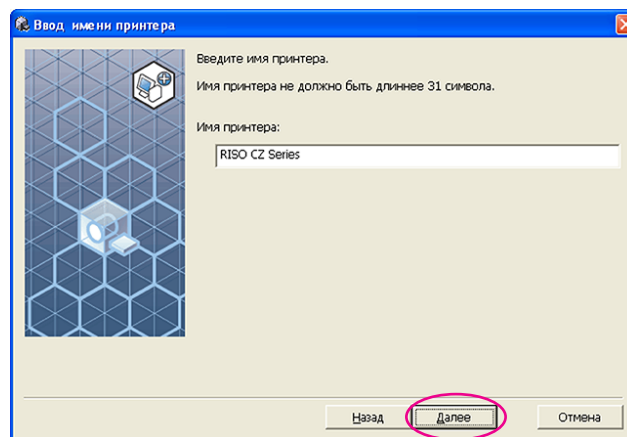 Ввод имени принтера
Введите имя принтера.
Имя принтера не должно быть длиннее 31 символа.
Имя принтера:
RISO CZ Series
Назад Далее Отмена